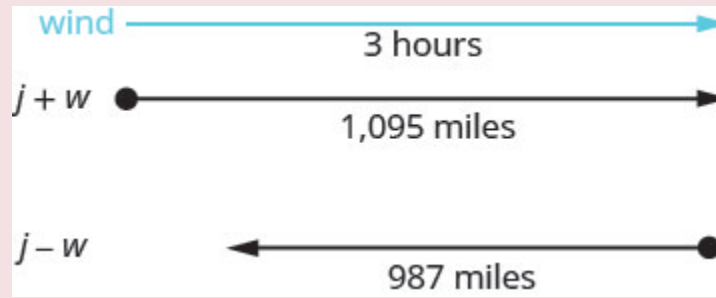 wind
3 hours
j + w
1,095 miles
j – w
987 miles